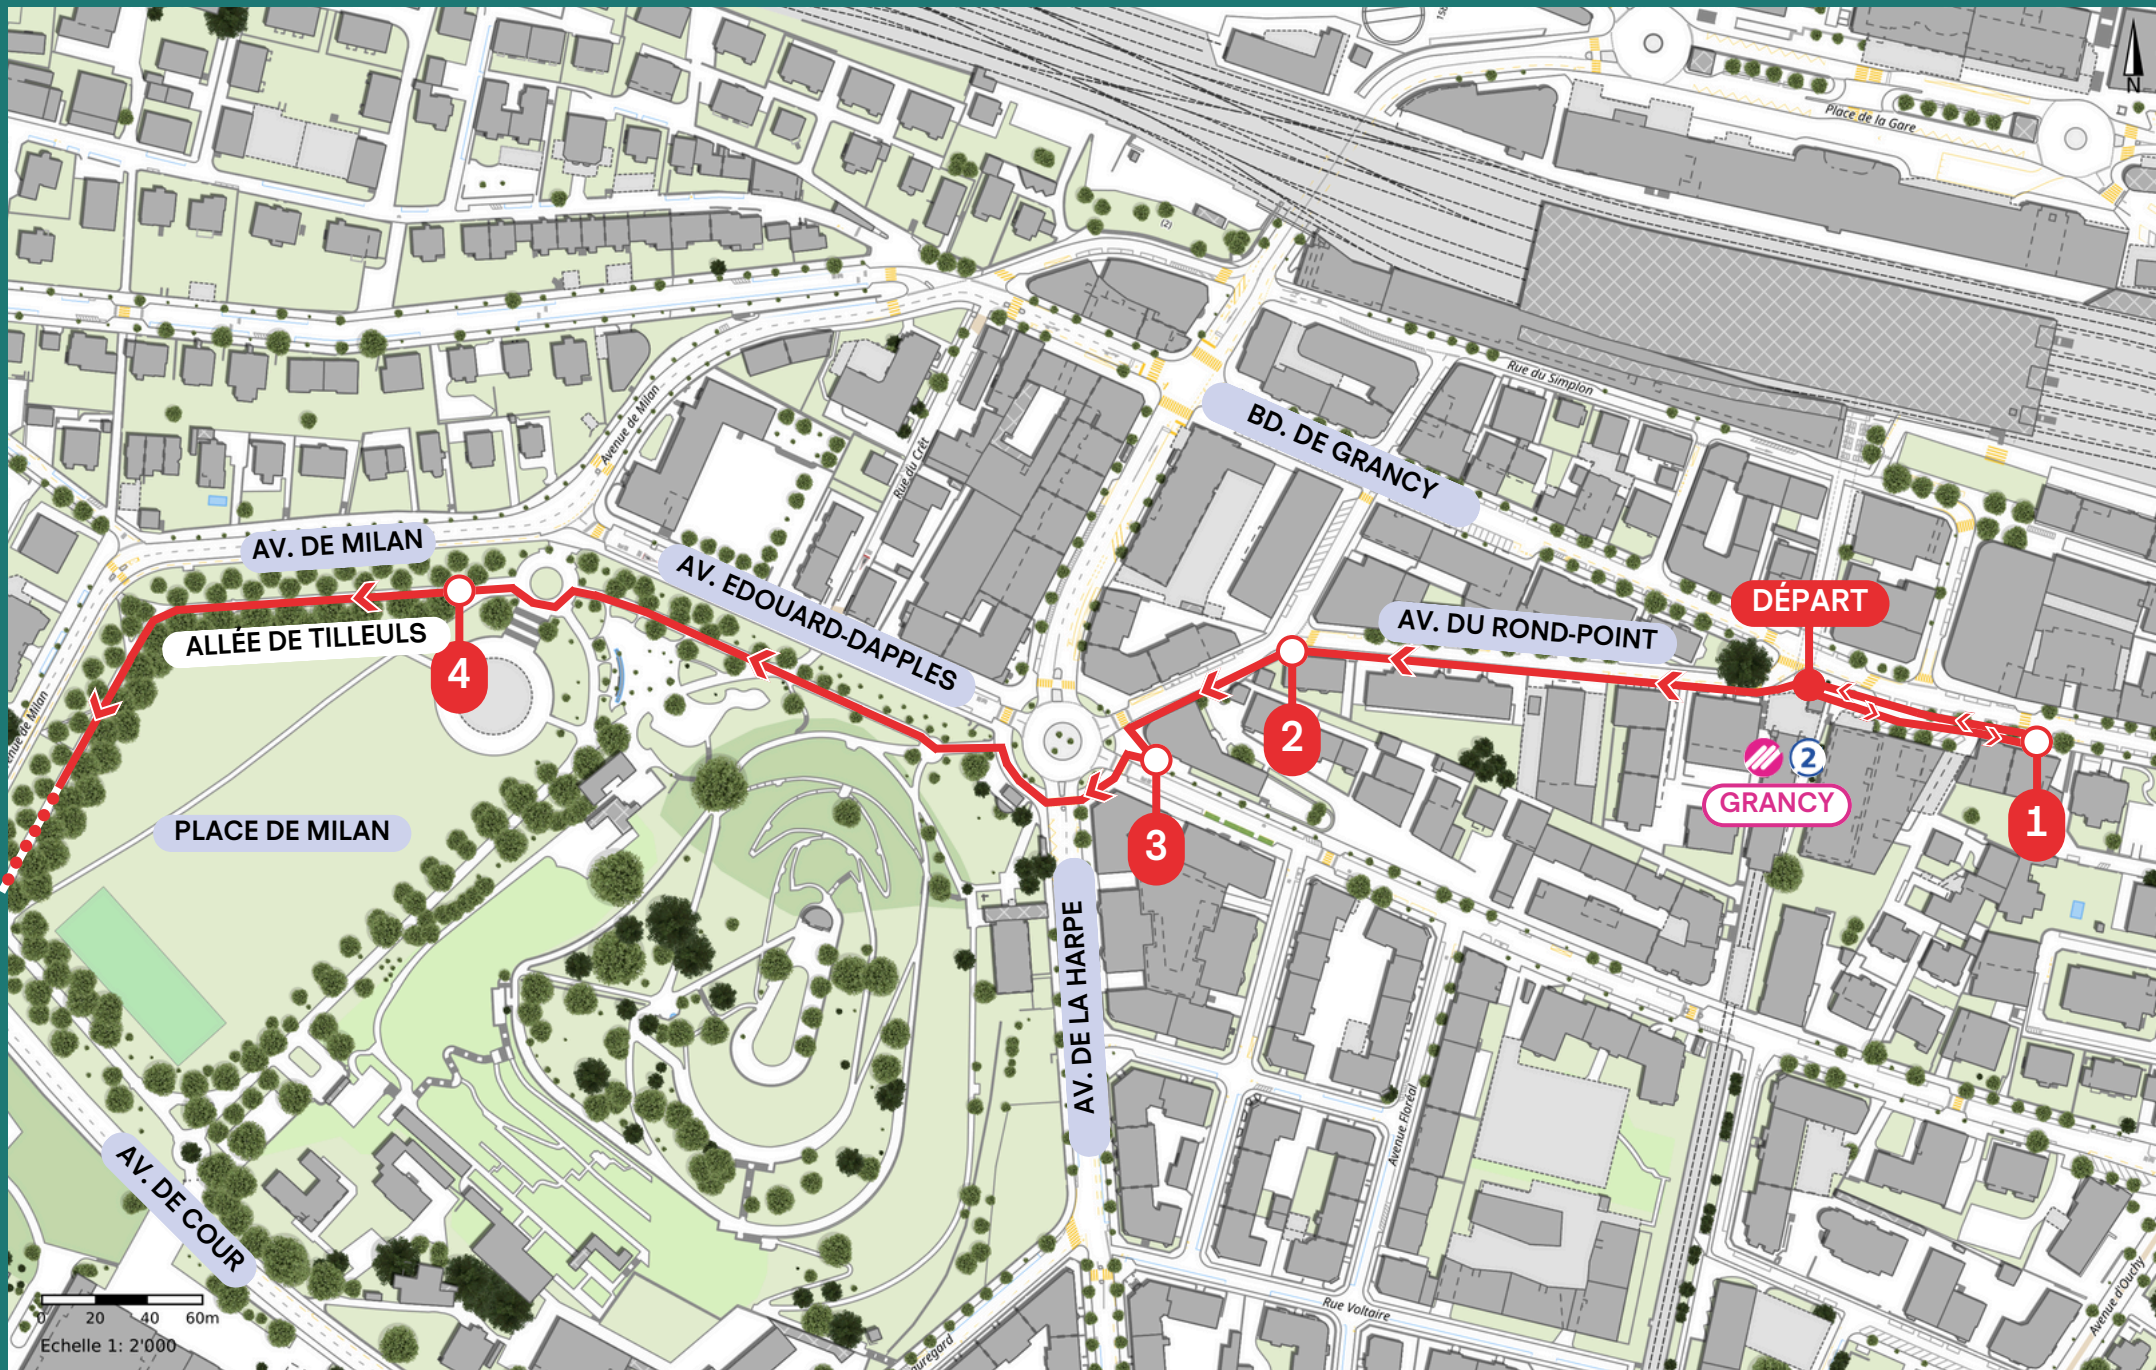 N
Place de la Gare
(2)
Rue du Simplon
Avenue de Milan
Rue du Crêt
BD. DE GRANCY
AV. DE MILAN
AV. EDOUARD-DAPPLES
AV. DU ROND-POINT
DÉPART
ALLÉE DE TILLEULS
4
2
3
1
2
GRANCY
PLACE DE MILAN
AV. DE LA HARPE
Avenue Floréal
AV. DE COUR
Rue Voltaire
Avenue d'Ouchy
0 20 40 60m
Echelle 1: 2'000